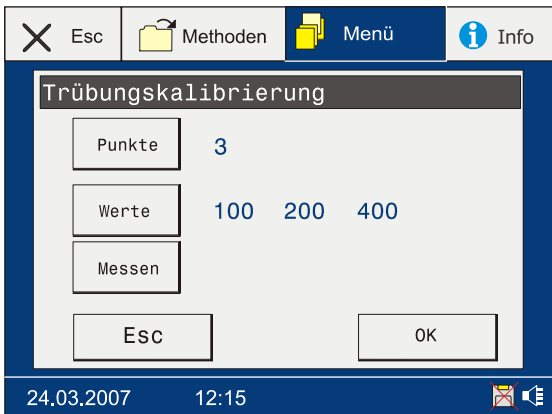 Esc Methoden Menü Info
Trübungskalibrierung
Punkte 3
Werte 100 200 400
Messen
Esc OK
24.03.2007 12:15